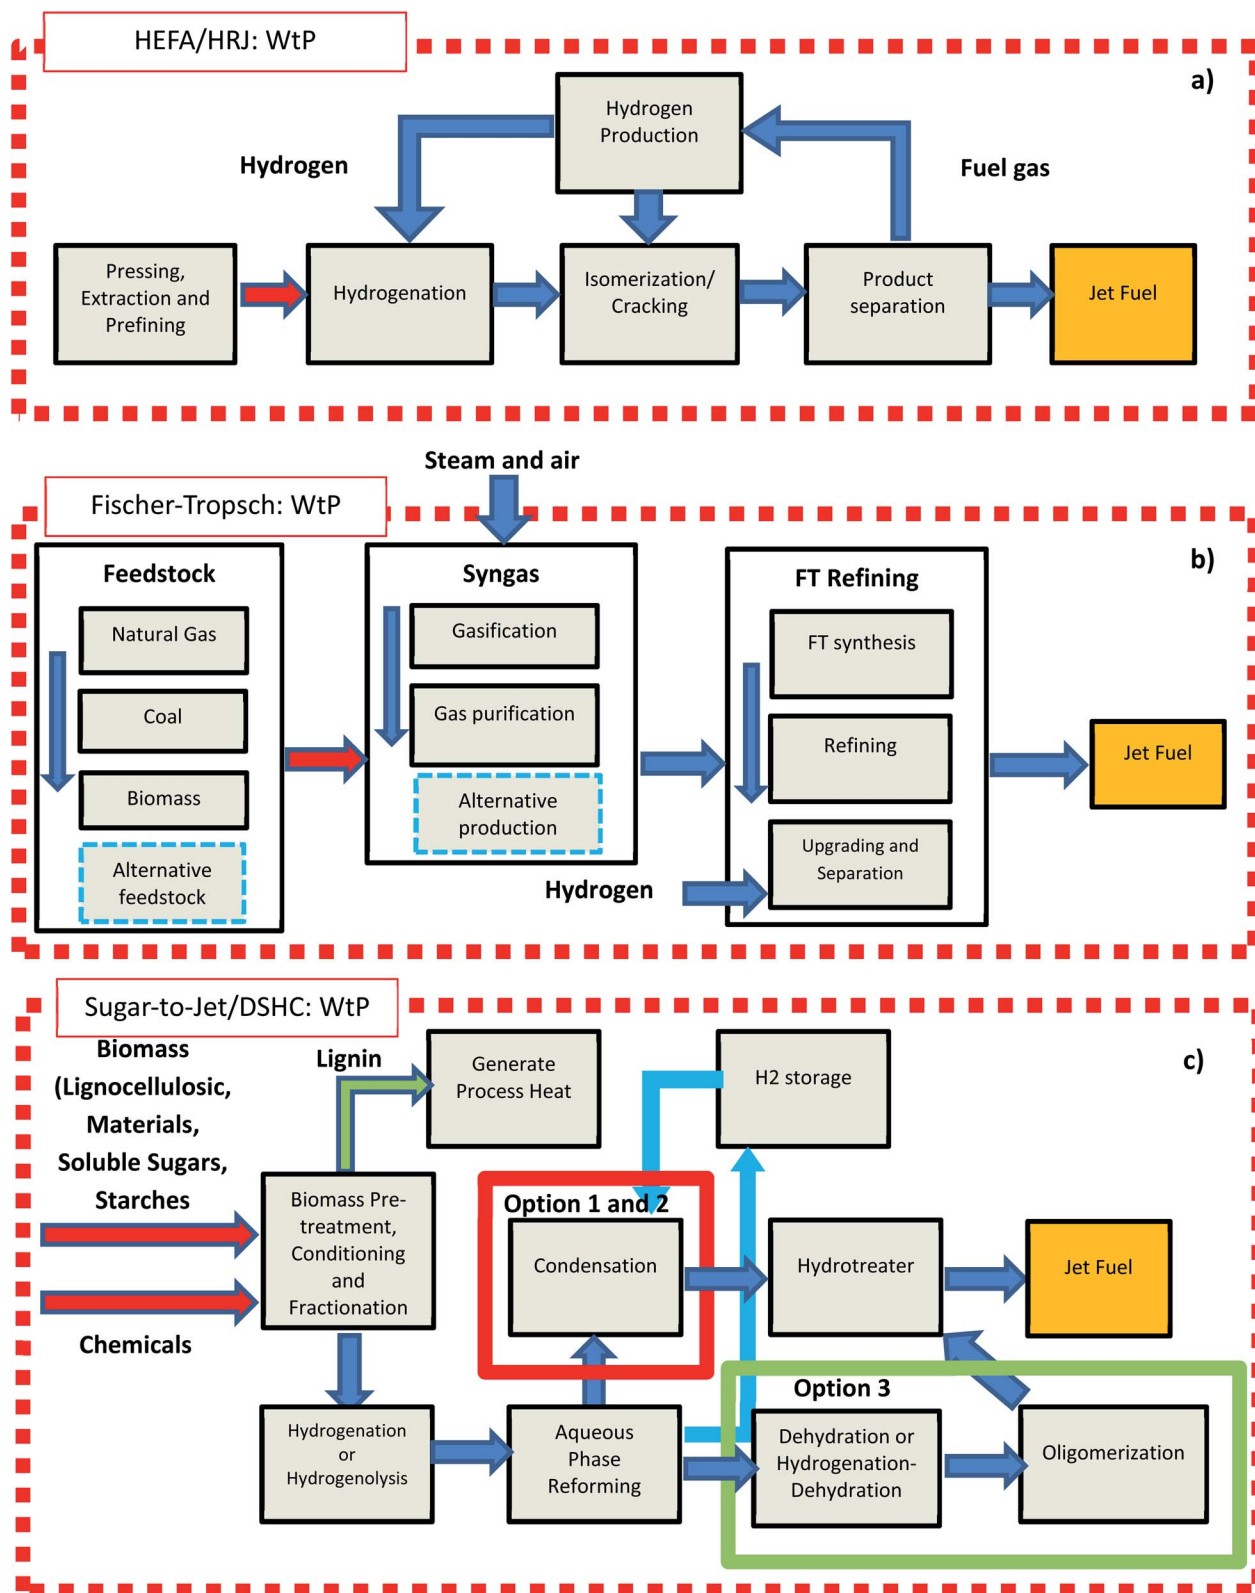 HEFA/HRJ: WtP
a)
Hydrogen
Production
Hydrogen
Fuel gas
Pressing,
Extraction and
Prefining
Hydrogenation
Isomerization/
Cracking
Product
separation
Jet Fuel
Steam and air
Fischer-Tropsch: WtP
b)
Feedstock
Natural Gas
Coal
Biomass
Alternative
feedstock
Syngas
Gasification
Gas purification
Alternative
production
Hydrogen
FT Refining
FT synthesis
Refining
Upgrading and
Separation
Jet Fuel
Sugar-to-Jet/DSHC: WtP
c)
Biomass
(Lignocellulosic,
Materials,
Soluble Sugars,
Starches
Chemicals
Lignin
Generate
Process Heat
H2 storage
Biomass Pre-
treatment,
Conditioning
and
Fractionation
Option 1 and 2
Condensation
Hydrotreater
Jet Fuel
Hydrogenation
or
Hydrogenolysis
Aqueous
Phase
Reforming
Option 3
Dehydration or
Hydrogenation-
Dehydration
Oligomerization